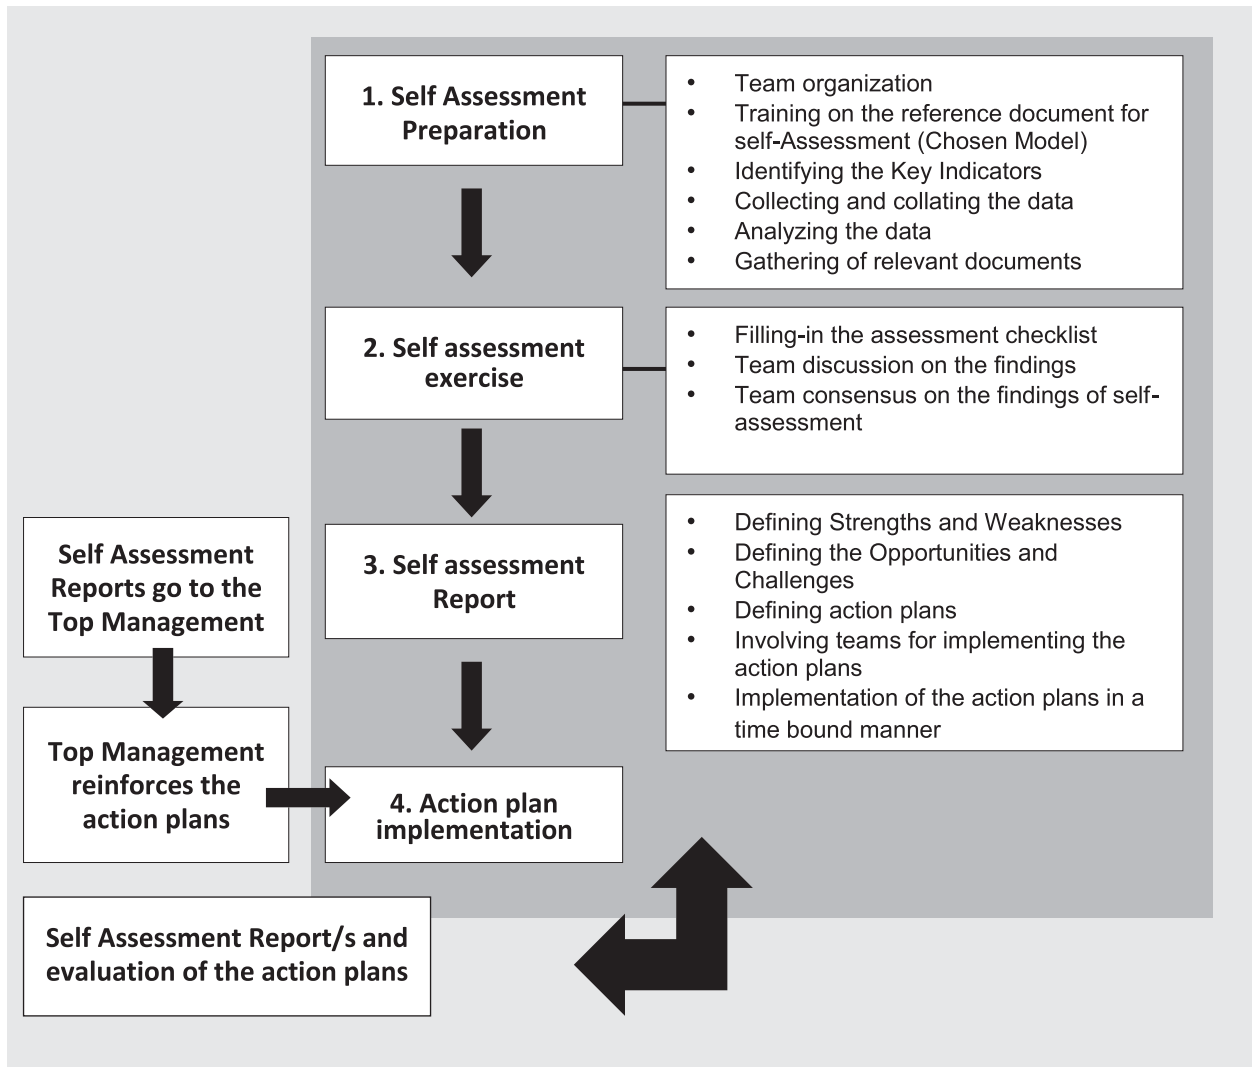 1. Self Assessment
Preparation
• Team organization
• Training on the reference document for
self-Assessment (Chosen Model)
• Identifying the Key Indicators
• Collecting and collating the data
• Analyzing the data
• Gathering of relevant documents
2. Self assessment
exercise
• Filling-in the assessment checklist
• Team discussion on the findings
• Team consensus on the findings of self-
assessment
3. Self assessment
Report
• Defining Strengths and Weaknesses
• Defining the Opportunities and
Challenges
• Defining action plans
• Involving teams for implementing the
action plans
• Implementation of the action plans in a
time bound manner
Self Assessment
Reports go to the
Top Management
Top Management
reinforces the
action plans
4. Action plan
implementation
Self Assessment Report/s and
evaluation of the action plans